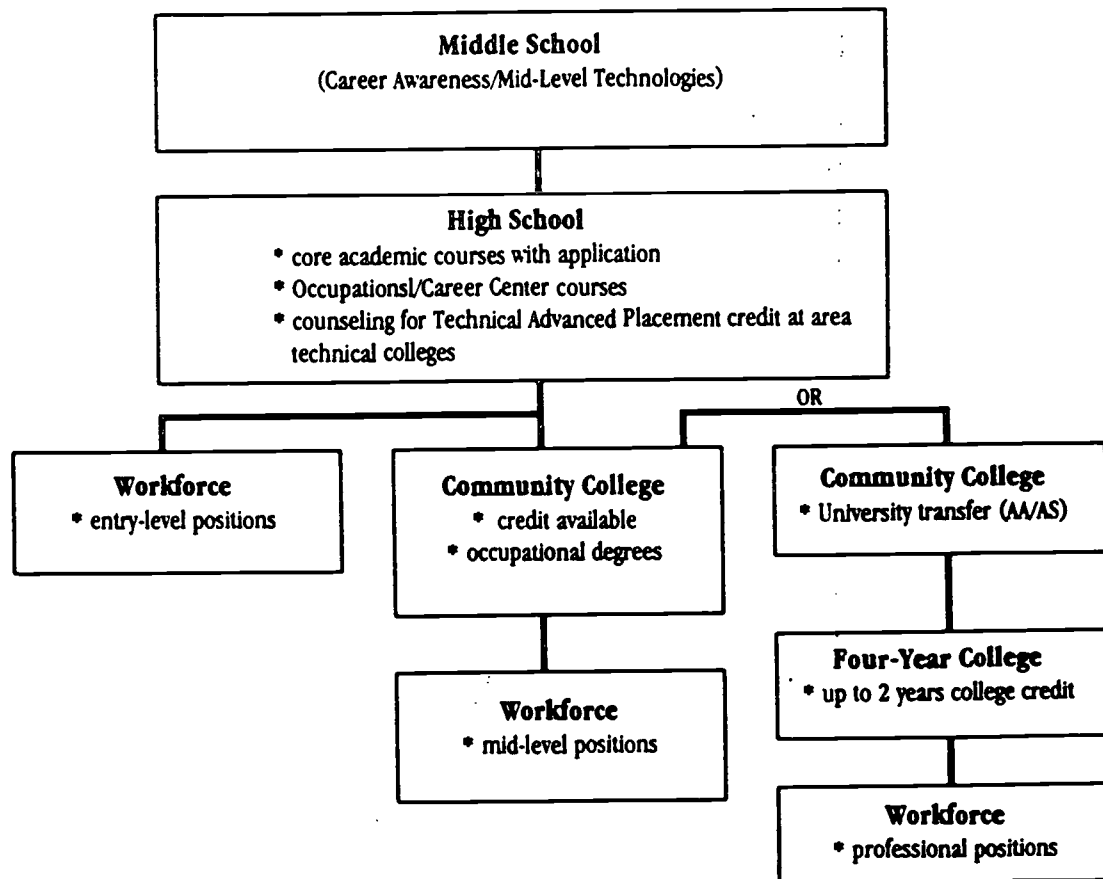 Middle School
(Career Awareness/Mid-Level Technologies)
High School
* core academic courses with application
* Occupationsl/Career Center courses
* counseling for Technical Advanced Placement credit at area
technical colleges
OR
Workforce
* entry-level positions
Community College
* credit available
* occupational degrees
Community College
* University transfer (AA/AS)
Workforce
* mid-level positions
Four-Year College
* up to 2 years college credit
Workforce
* professional positions